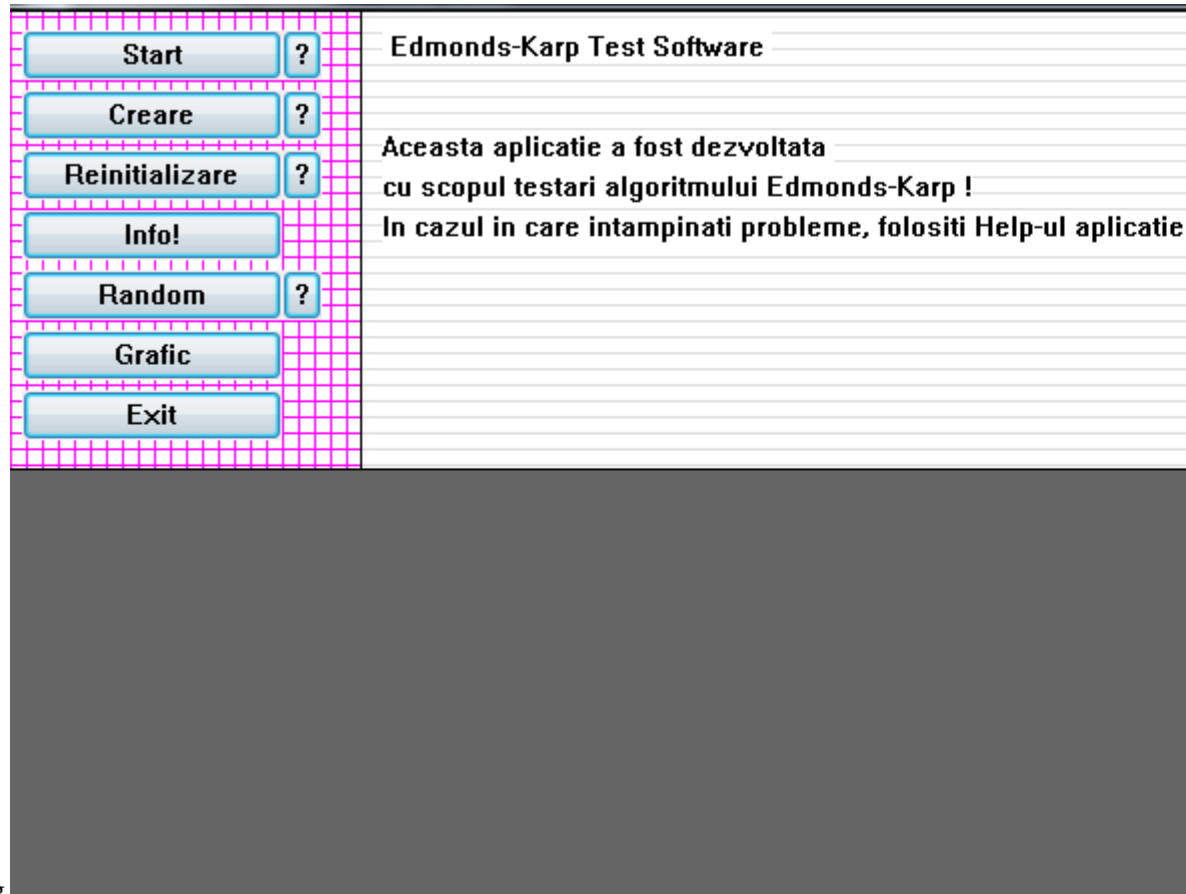 Start ?
Creare ?
Reinitializare ?
Info!
Random ?
Grafic
Exit
Edmonds-Karp Test Software
Aceasta aplicatie a fost dezvoltata
cu scopul testari algoritmului Edmonds-Karp !
In cazul in care intampinati probleme, folositi Help-ul aplicatie